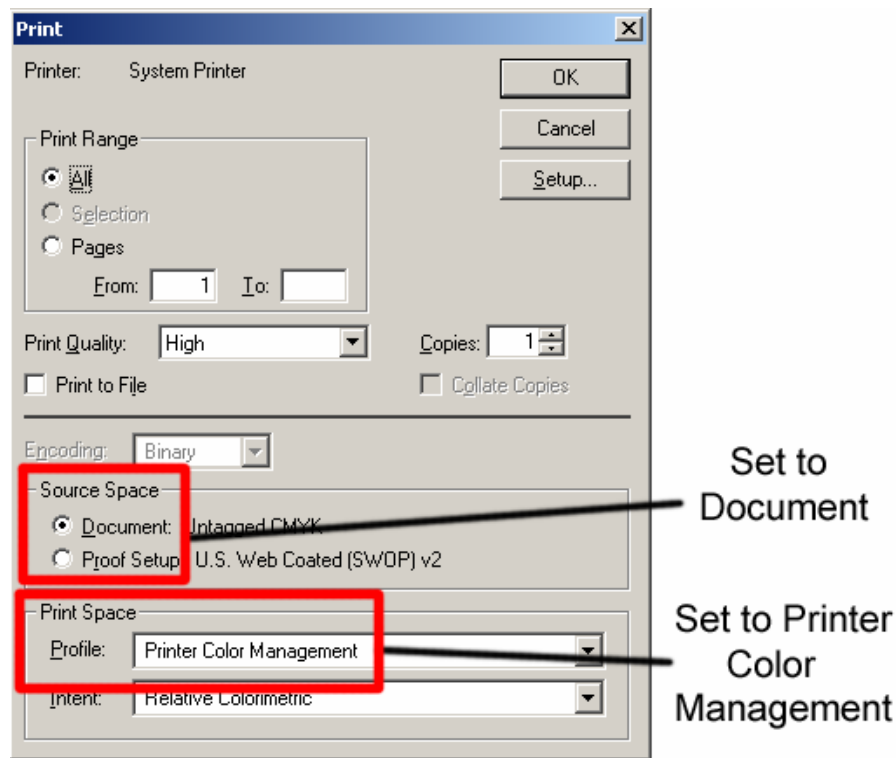 Print
Printer: System Printer
OK
Cancel
Setup...
Print Range
All
Selection
Pages
From: 1 To:
Print Quality: High
Copies: 1
Print to File
Collate Copies
Encoding: Binary
Source Space
Document: Untagged CMYK
Proof Setup: U.S. Web Coated (SWOP) v2
Print Space
Profile: Printer Color Management
Intent: Relative Colorimetric
Set to
Document
Set to Printer
Color
Management